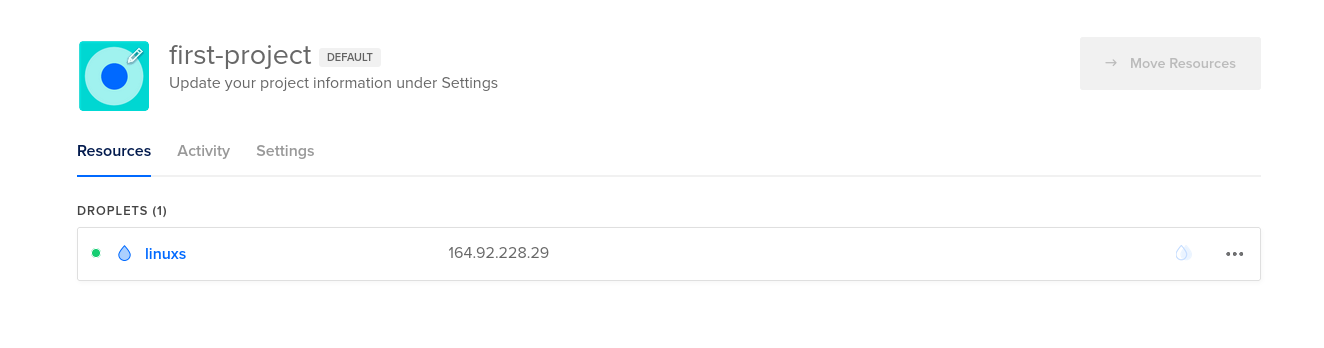 first-project DEFAULT
Update your project information under Settings
→ Move Resources
Resources Activity Settings
DROPLETS (1)
linuxs 164.92.228.29